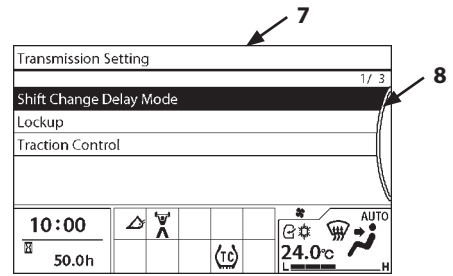 7
Transmission Setting
1/ 3
8
Shift Change Delay Mode
Lockup
Traction Control
10:00
AUTO
50.0h
TC
24.0°C
L H